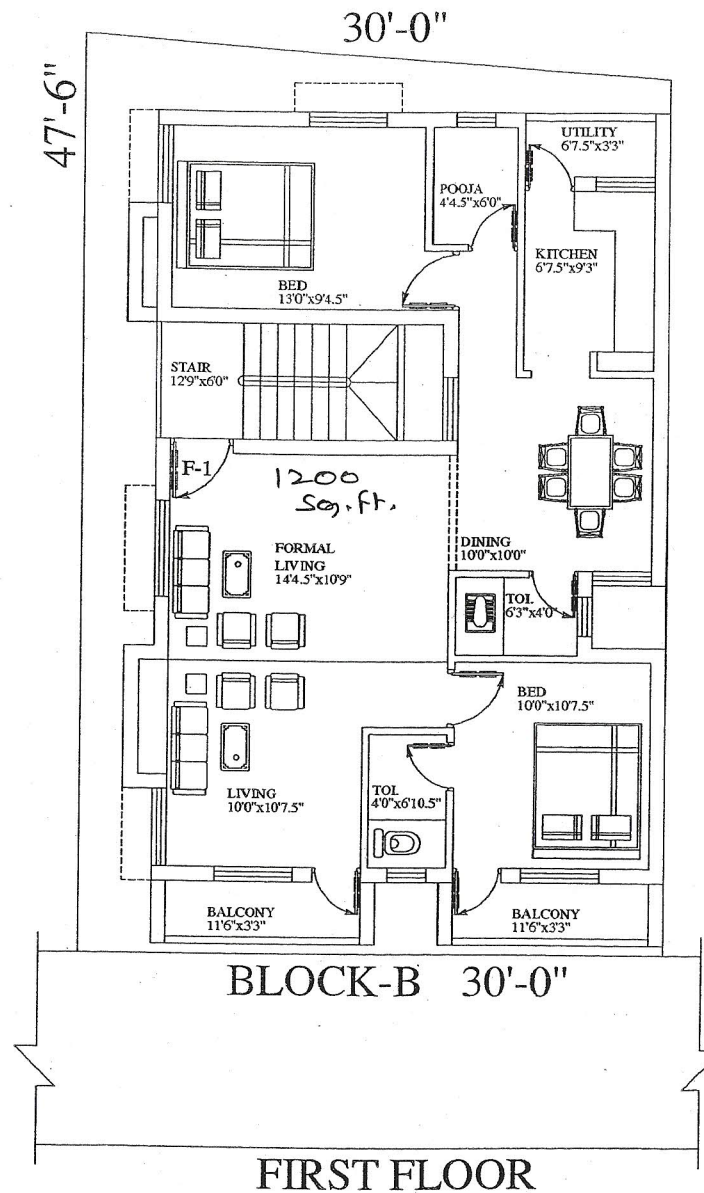 30'-0"
47'-6"
UTILITY
6'7.5"x3'3"
POOJA
4'4.5"x6'0"
KITCHEN
6'7.5"x9'3"
BED
13'0"x9'4.5"
STAIR
12'9"x6'0"
F-1
1200
Sq.ft.
FORMAL
LIVING
14'4.5"x10'9"
DINING
10'0"x10'0"
TOI.
6'3"x4'0"
BED
10'0"x10'7.5"
LIVING
10'0"x10'7.5"
TOI.
4'0"x6'10.5"
BALCONY
11'6"x3'3"
BALCONY
11'6"x3'3"
BLOCK-B 30'-0"
FIRST FLOOR